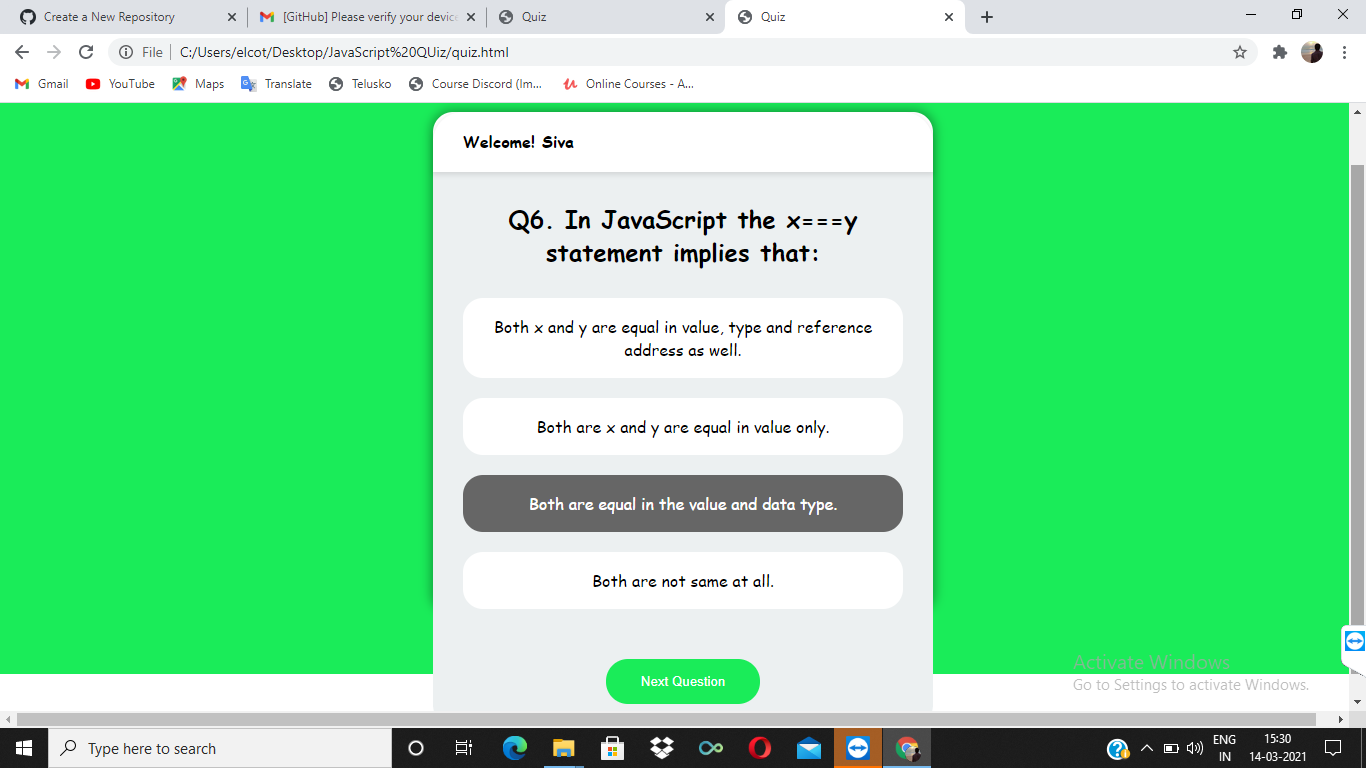 Create a New Repository
[GitHub] Please verify your device
Quiz
Quiz
File
C:/Users/elcot/Desktop/JavaScript%20QUiz/quiz.html
Gmail
YouTube
Maps
Translate
Telusko
Course Discord (Im...
Online Courses - A...
Welcome! Siva
Q6. In JavaScript the x===y
statement implies that:
Both x and y are equal in value, type and reference
address as well.
Both are x and y are equal in value only.
Both are equal in the value and data type.
Both are not same at all.
Next Question
Activate Windows
Go to Settings to activate Windows.
Type here to search
ENG
IN
15:30
14-03-2021